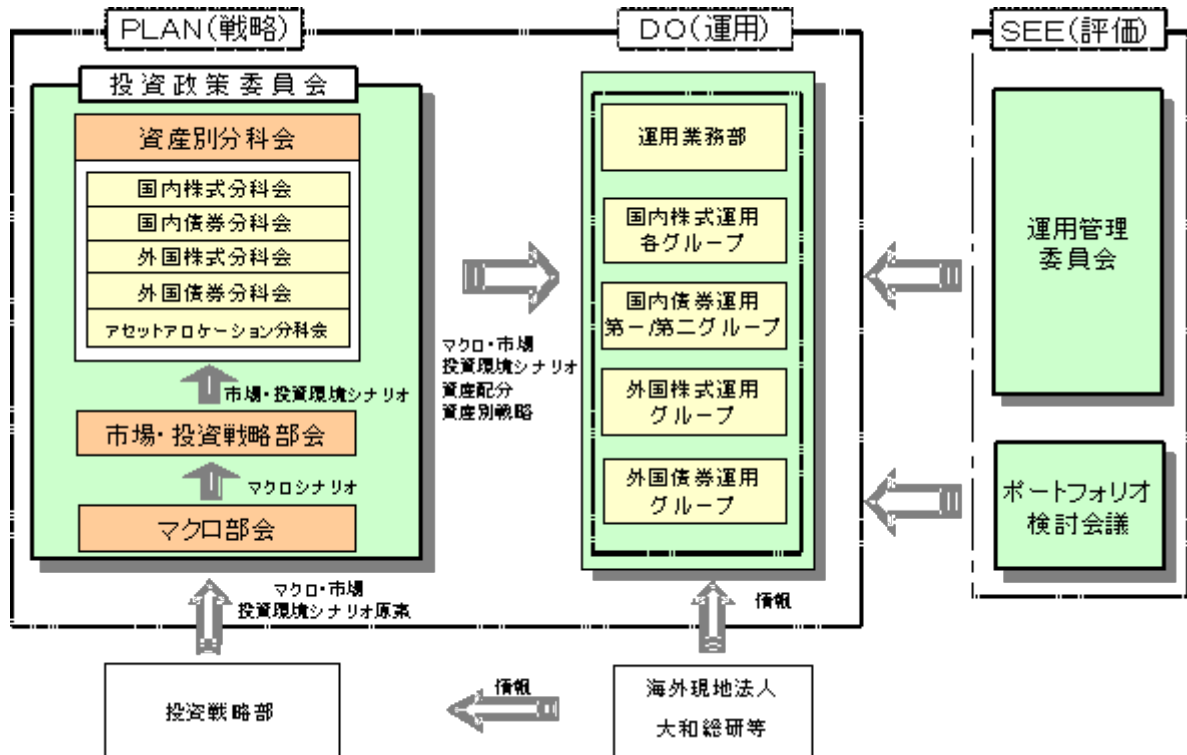 PLAN(戦略)
投資政策委員会
資産別分科会
国内株式分科会
国内債券分科会
外国株式分科会
外国債券分科会
アセットアロケーション分科会
市場・投資環境シナリオ
市場・投資戦略部会
マクロシナリオ
マクロ部会
マクロ・市場
投資環境シナリオ原案
投資戦略部
マクロ・市場
投資環境シナリオ
資産配分
資産別戦略
DO(運用)
運用業務部
国内株式運用
各グループ
国内債券運用
第一/第二グループ
外国株式運用
グループ
外国債券運用
グループ
情報
情報
海外現地法人
大和総研等
SEE(評価)
運用管理
委員会
ポートフォリオ
検討会議